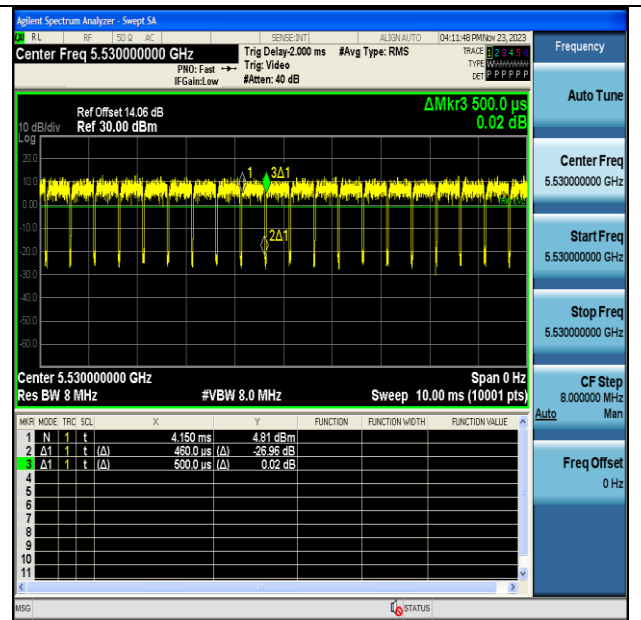 Agilent Spectrum Analyzer - Swept SA
RL RF 50 Ω AC SENSE:INT ALIGN AUTO 04:11:48 PM Nov 23, 2023
Center Freq 5.530000000 GHz
Trig Delay-2.000 ms #Avg Type: RMS
TRACE 1 2 3 4 5 6
PNO: Fast Trig: Video
TYPE
IFGain:Low #Atten: 40 dB
DET P P P P P P
Frequency
Auto Tune
Center Freq
5.530000000 GHz
Start Freq
5.530000000 GHz
Stop Freq
5.530000000 GHz
CF Step
8.000000 MHz
Auto Man
Freq Offset
0 Hz
ΔMkr3 500.0 µs
0.02 dB
Ref Offset 14.06 dB
10 dB/div Ref 30.00 dBm
Log
20.0
10.0
0.00
-10.0
-20.0
-30.0
-40.0
-50.0
-60.0
1
3Δ1
2Δ1
Center 5.530000000 GHz Span 0 Hz
Res BW 8 MHz #VBW 8.0 MHz Sweep 10.00 ms (10001 pts)
MKR MODE TRC SCL X Y FUNCTION FUNCTION WIDTH FUNCTION VALUE
1 N 1 t 4.150 ms 4.81 dBm
2 Δ1 1 t (Δ) 460.0 µs (Δ) -26.96 dB
3 Δ1 1 t (Δ) 500.0 µs (Δ) 0.02 dB
4
5
6
7
8
9
10
11
MSG STATUS